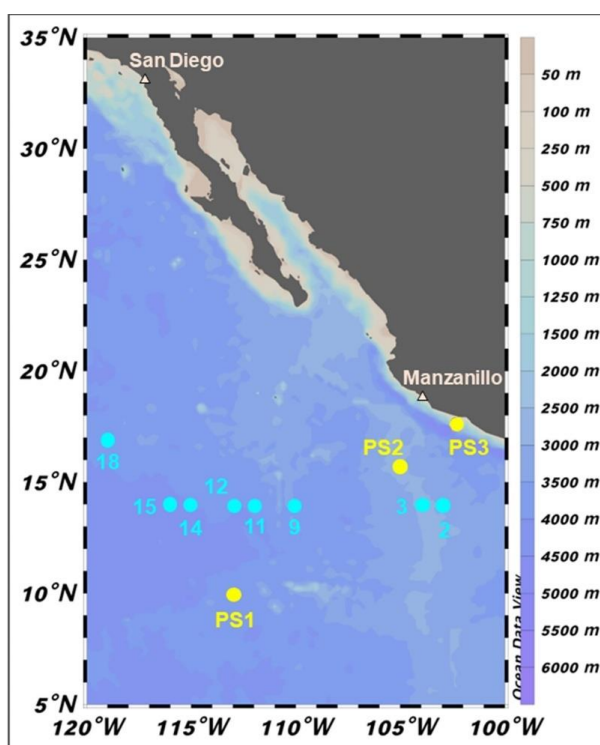 35°N
30°N
25°N
20°N
15°N
10°N
5°N
120°W
115°W
110°W
105°W
100°W
San Diego
Manzanillo
PS3
PS2
18
12
15
14
11
9
3
2
PS1
50 m
100 m
250 m
500 m
750 m
1000 m
1250 m
1500 m
2000 m
2500 m
3000 m
3500 m
4000 m
4500 m
5000 m
5500 m
6000 m
Ocean Data View